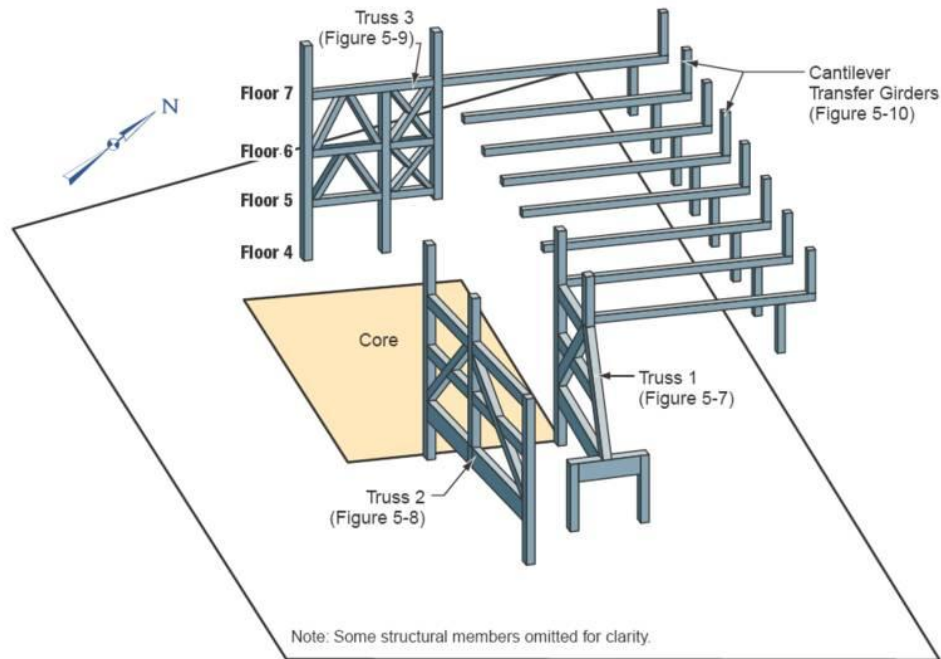 Truss 3
(Figure 5-9)
N
Floor 7
Cantilever
Transfer Girders
(Figure 5-10)
Floor 6
Floor 5
Floor 4
Core
Truss 1
(Figure 5-7)
Truss 2
(Figure 5-8)
Note: Some structural members omitted for clarity.